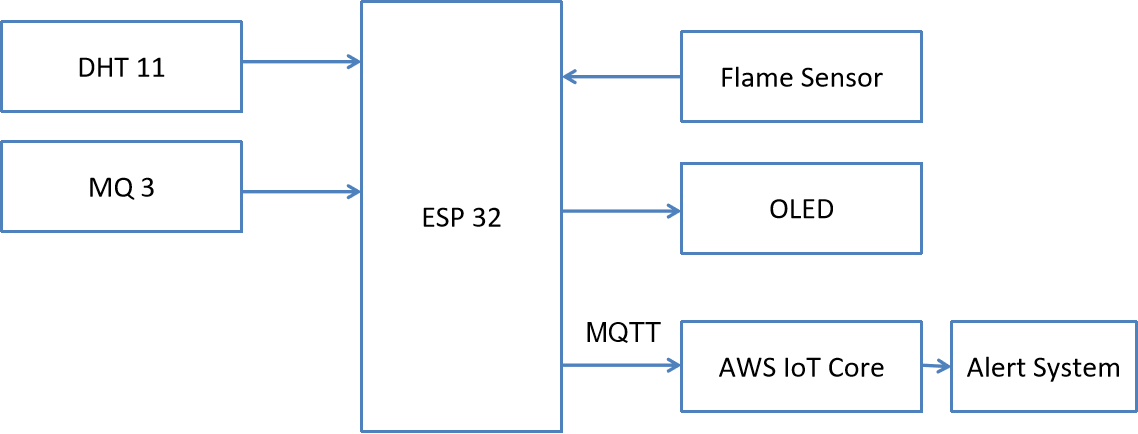 DHT 11
MQ 3
ESP 32
Flame Sensor
OLED
MQTT
AWS IoT Core
Alert System